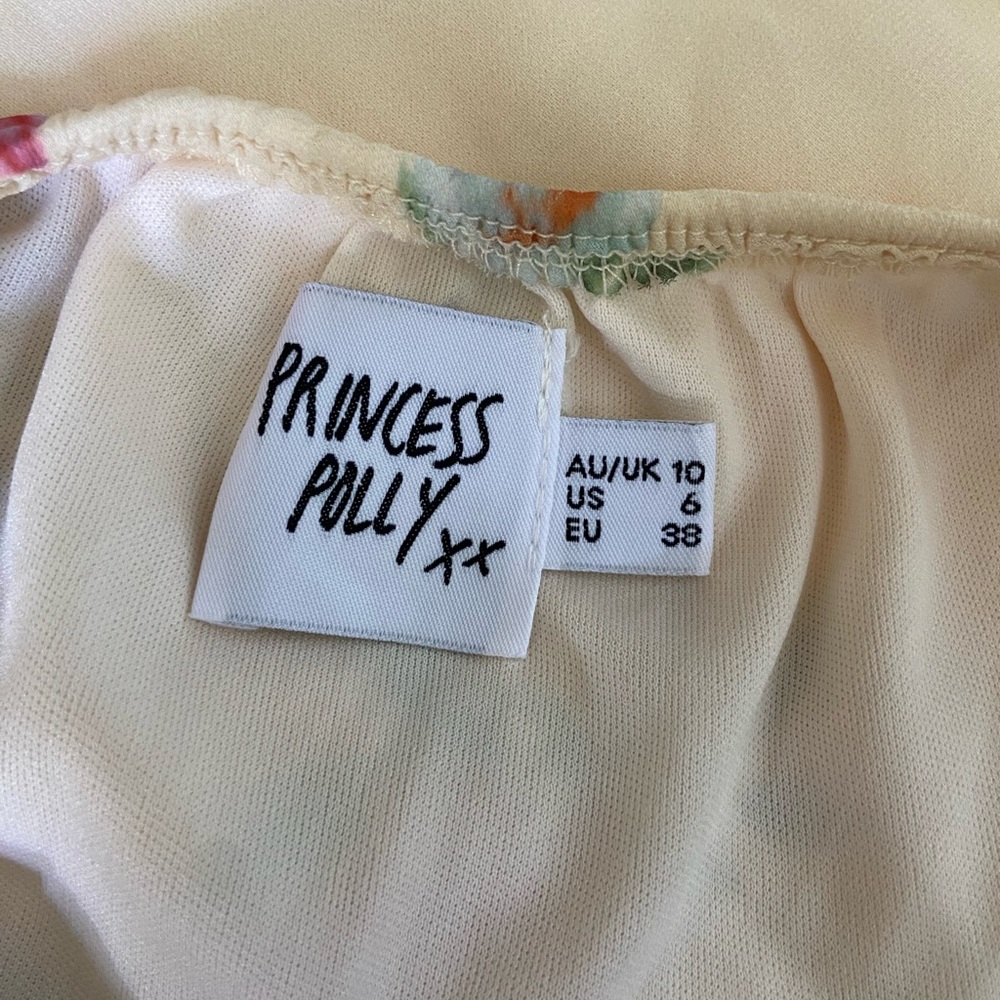 PRINCESS
POLLY
xx
AU/UK 10
US 6
EU 38